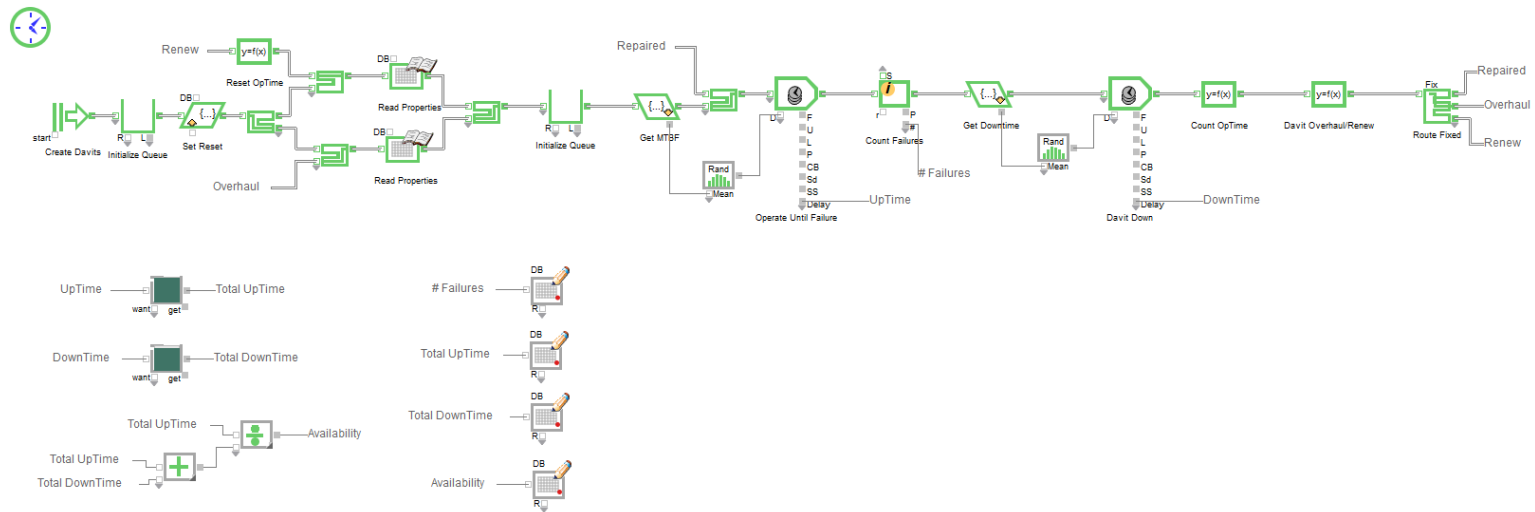 Renew
y=f(x)
Reset OpTime
DB
Read Properties
start
Create Davits
R
L
Initialize Queue
DB
{...}
Set Reset
Overhaul
DB
Read Properties
R
L
Initialize Queue
Repaired
{...}
Get MTBF
Rand
Mean
D
F
U
L
P
CB
Sd
SS
Delay
UpTime
Operate Until Failure
S
i
r
P
#
Count Failures
# Failures
{...}
Get Downtime
Rand
Mean
D
F
U
L
P
CB
Sd
SS
Delay
DownTime
Davit Down
y=f(x)
Count OpTime
y=f(x)
Davit Overhaul/Renew
Fix
Route Fixed
Repaired
Overhaul
Renew
UpTime
want
get
Total UpTime
DownTime
want
get
Total DownTime
Total UpTime
Availability
Total UpTime
Total DownTime
# Failures
DB
R
Total UpTime
DB
R
Total DownTime
DB
R
Availability
DB
R